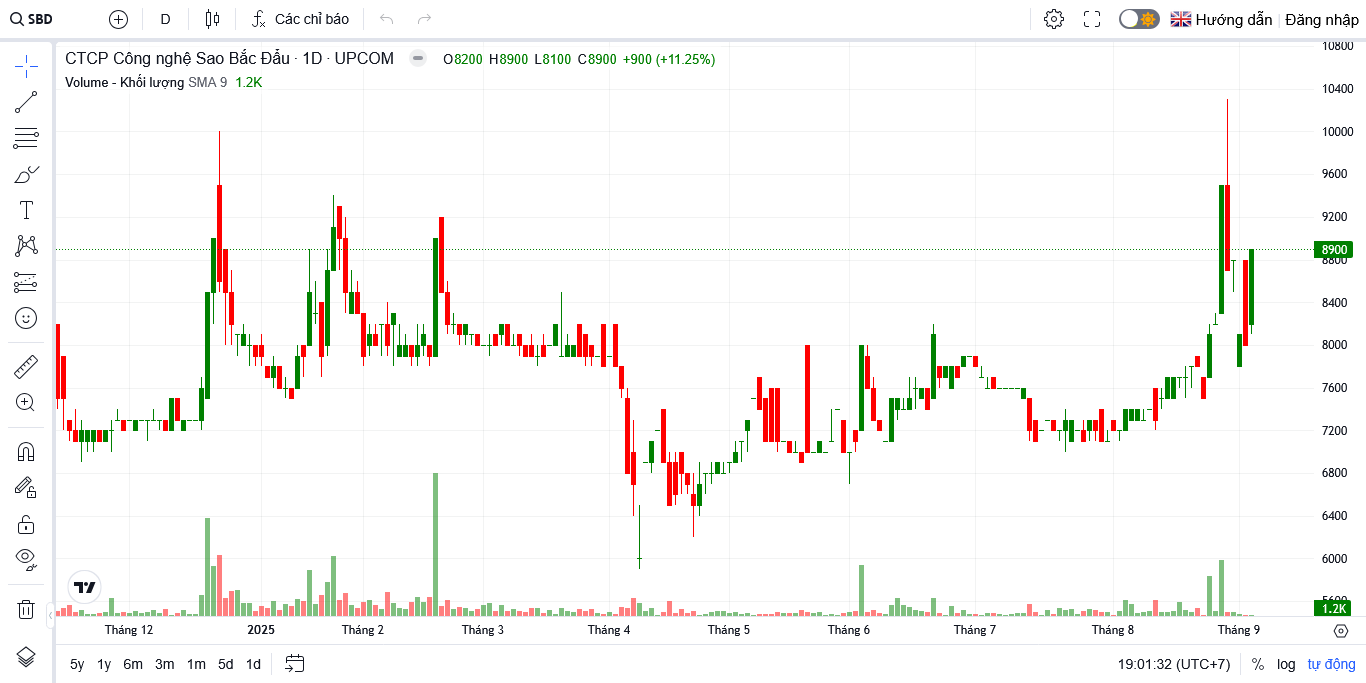 SBD D Các chỉ báo Hướng dẫn Đăng nhập
CTCP Công nghệ Sao Bắc Đẩu · 1D · UPCOM O8200 H8900 L8100 C8900 +900 (+11.25%)
Volume - Khối lượng SMA 9 1.2K
10800
10400
10000
9600
9200
8900
8800
8400
8000
7600
7200
6800
6400
6000
5600
1.2K
Tháng 12 2025 Tháng 2 Tháng 3 Tháng 4 Tháng 5 Tháng 6 Tháng 7 Tháng 8 Tháng 9
5y 1y 6m 3m 1m 5d 1d 19:01:32 (UTC+7) % log tự động